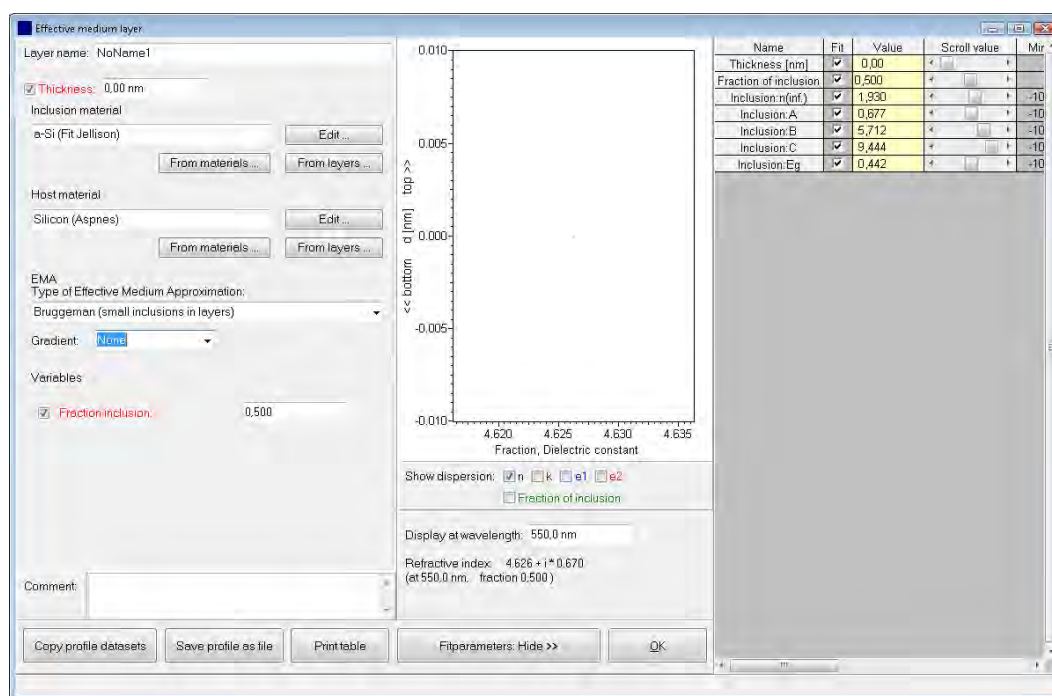 Effective medium layer
Layer name: NoName1
Thickness: 0,00 nm
Inclusion material
a-Si (Fit Jellison)
Edit ...
From materials ...
From layers ...
Host material
Silicon (Aspnes)
Edit ...
From materials ...
From layers ...
EMA
Type of Effective Medium Approximation:
Bruggeman (small inclusions in layers)
Gradient: None
Variables
Fraction inclusion: 0,500
Comment:
Copy profile datasets
Save profile as file
Print table
<< bottom d [nm] top >>
0.010
0.005
0.000
-0.005
-0.010
4.620 4.625 4.630 4.635
Fraction, Dielectric constant
Show dispersion: n k e1 e2
Fraction of inclusion
Display at wavelength: 550,0 nm
Refractive index: 4.626 + i * 0.670
(at 550.0 nm. fraction 0,500 )
Fitparameters: Hide >>
OK
Name Fit Value Scroll value Mir
Thickness [nm] 0,00
Fraction of inclusion 0,500
Inclusion:n(inf.) 1,930 -10
Inclusion:A 0,677 -10
Inclusion:B 5,712 -10
Inclusion:C 9,444 -10
Inclusion:Eg 0,442 -10